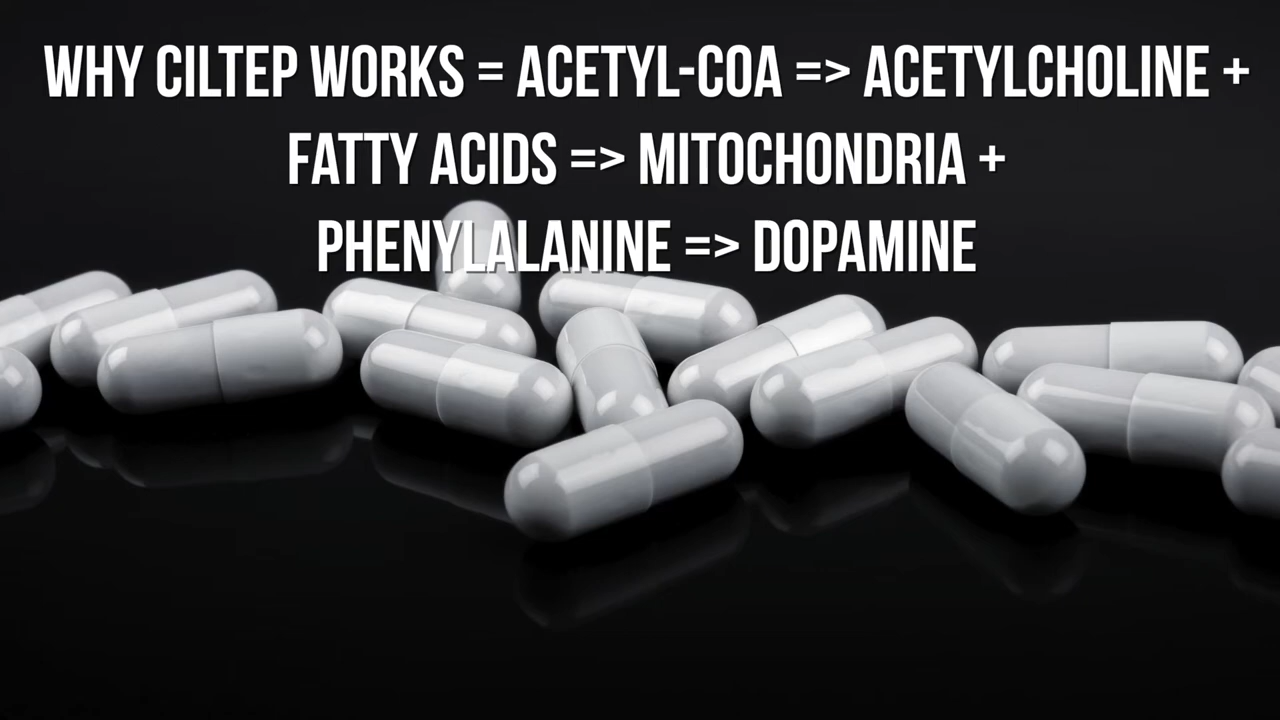 WHY CILTEP WORKS = ACETYL-COA => ACETYLCHOLINE +
FATTY ACIDS => MITOCHONDRIA +
PHENYLALANINE => DOPAMINE